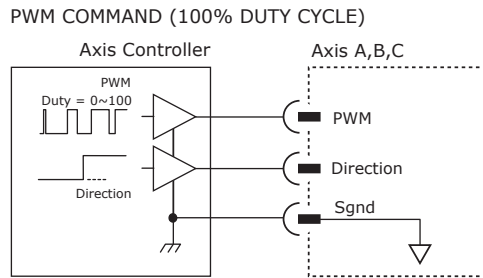 PWM COMMAND (100% DUTY CYCLE)
Axis Controller
Axis A,B,C
PWM
Duty = 0~100
PWM
Direction
Direction
Sgnd